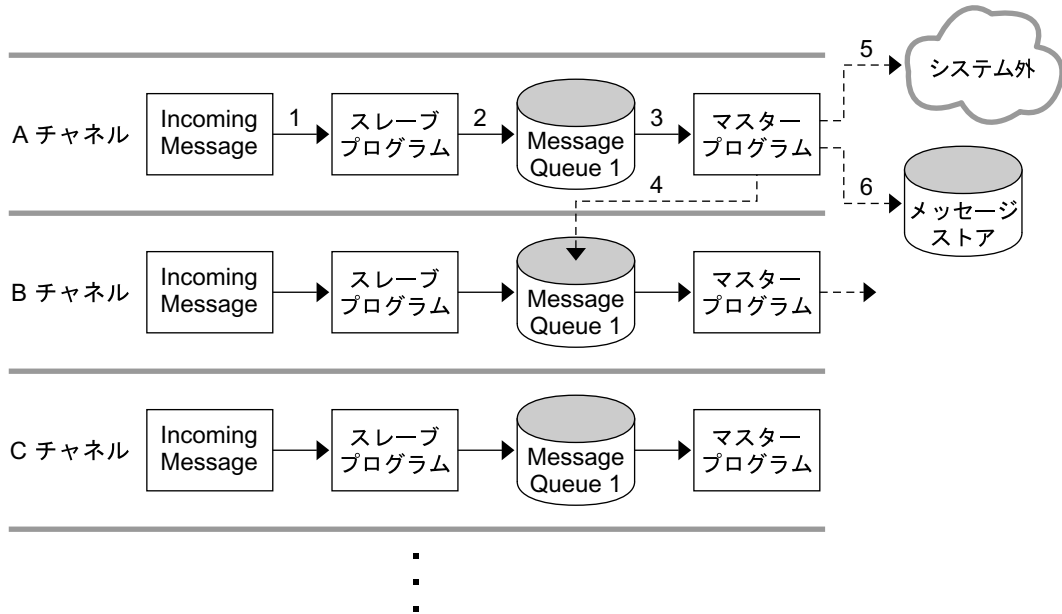 5
システム外
A チャネル
Incoming
Message
1
スレーブ
プログラム
2
Message
Queue 1
3
マスター
プログラム
4
6
メッセージ
ストア
B チャネル
Incoming
Message
スレーブ
プログラム
Message
Queue 1
マスター
プログラム
C チャネル
Incoming
Message
スレーブ
プログラム
Message
Queue 1
マスター
プログラム